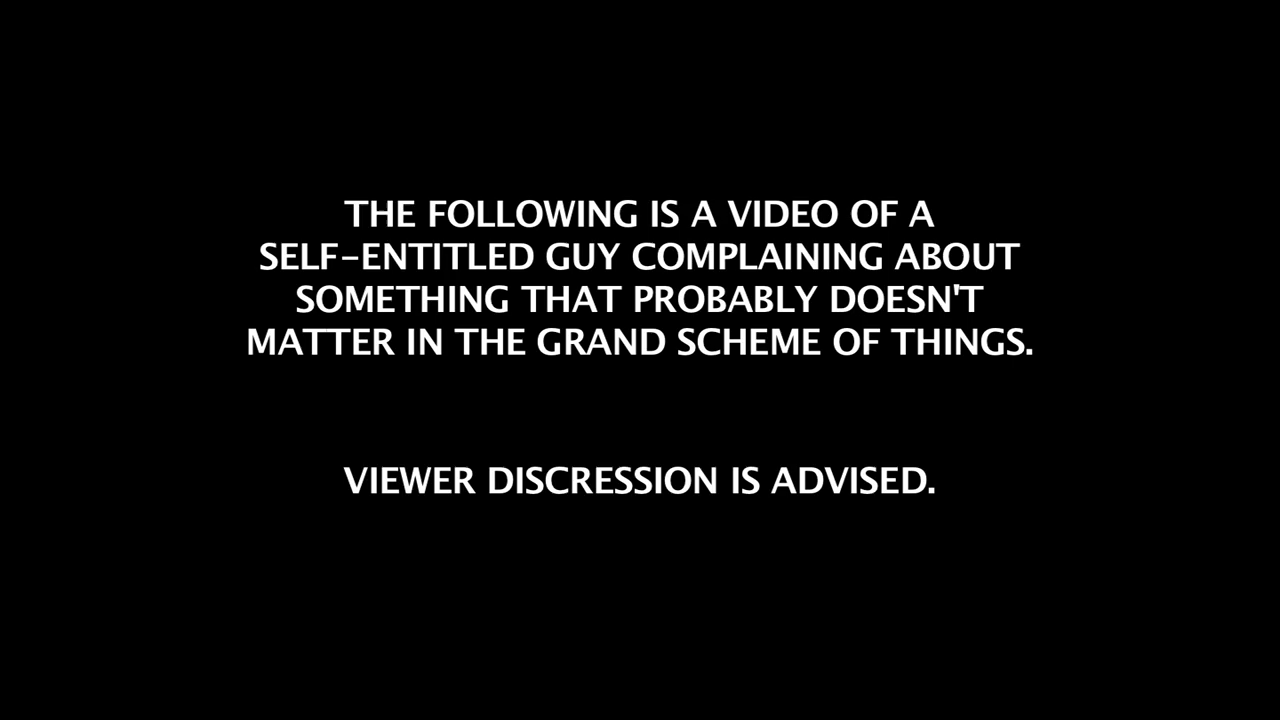 THE FOLLOWING IS A VIDEO OF A
SELF-ENTITLED GUY COMPLAINING ABOUT
SOMETHING THAT PROBABLY DOESN'T
MATTER IN THE GRAND SCHEME OF THINGS.
VIEWER DISCRESSION IS ADVISED.